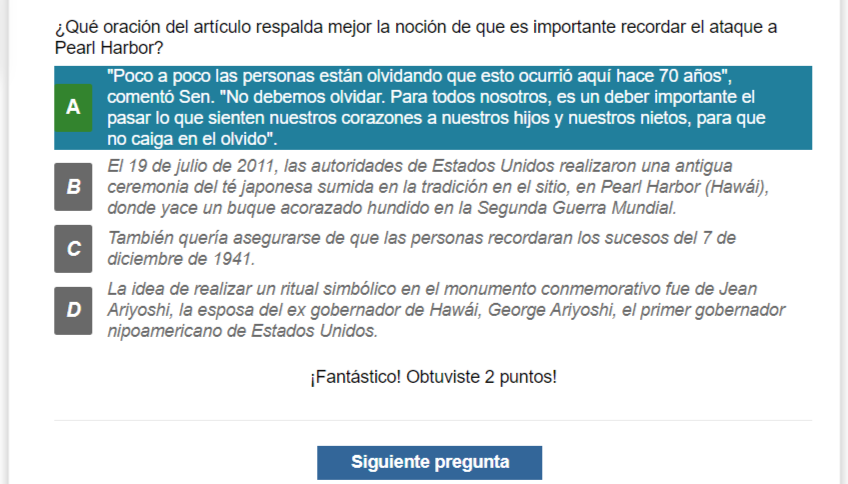 ¿Qué oración del artículo respalda mejor la noción de que es importante recordar el ataque a
Pearl Harbor?
A
"Poco a poco las personas están olvidando que esto ocurrió aquí hace 70 años",
comentó Sen. "No debemos olvidar. Para todos nosotros, es un deber importante el
pasar lo que sienten nuestros corazones a nuestros hijos y nuestros nietos, para que
no caiga en el olvido".
B
El 19 de julio de 2011, las autoridades de Estados Unidos realizaron una antigua
ceremonia del té japonesa sumida en la tradición en el sitio, en Pearl Harbor (Hawái),
donde yace un buque acorazado hundido en la Segunda Guerra Mundial.
C
También quería asegurarse de que las personas recordaran los sucesos del 7 de
diciembre de 1941.
D
La idea de realizar un ritual simbólico en el monumento conmemorativo fue de Jean
Ariyoshi, la esposa del ex gobernador de Hawái, George Ariyoshi, el primer gobernador
nipoamericano de Estados Unidos.
¡Fantástico! Obtuviste 2 puntos!
Siguiente pregunta